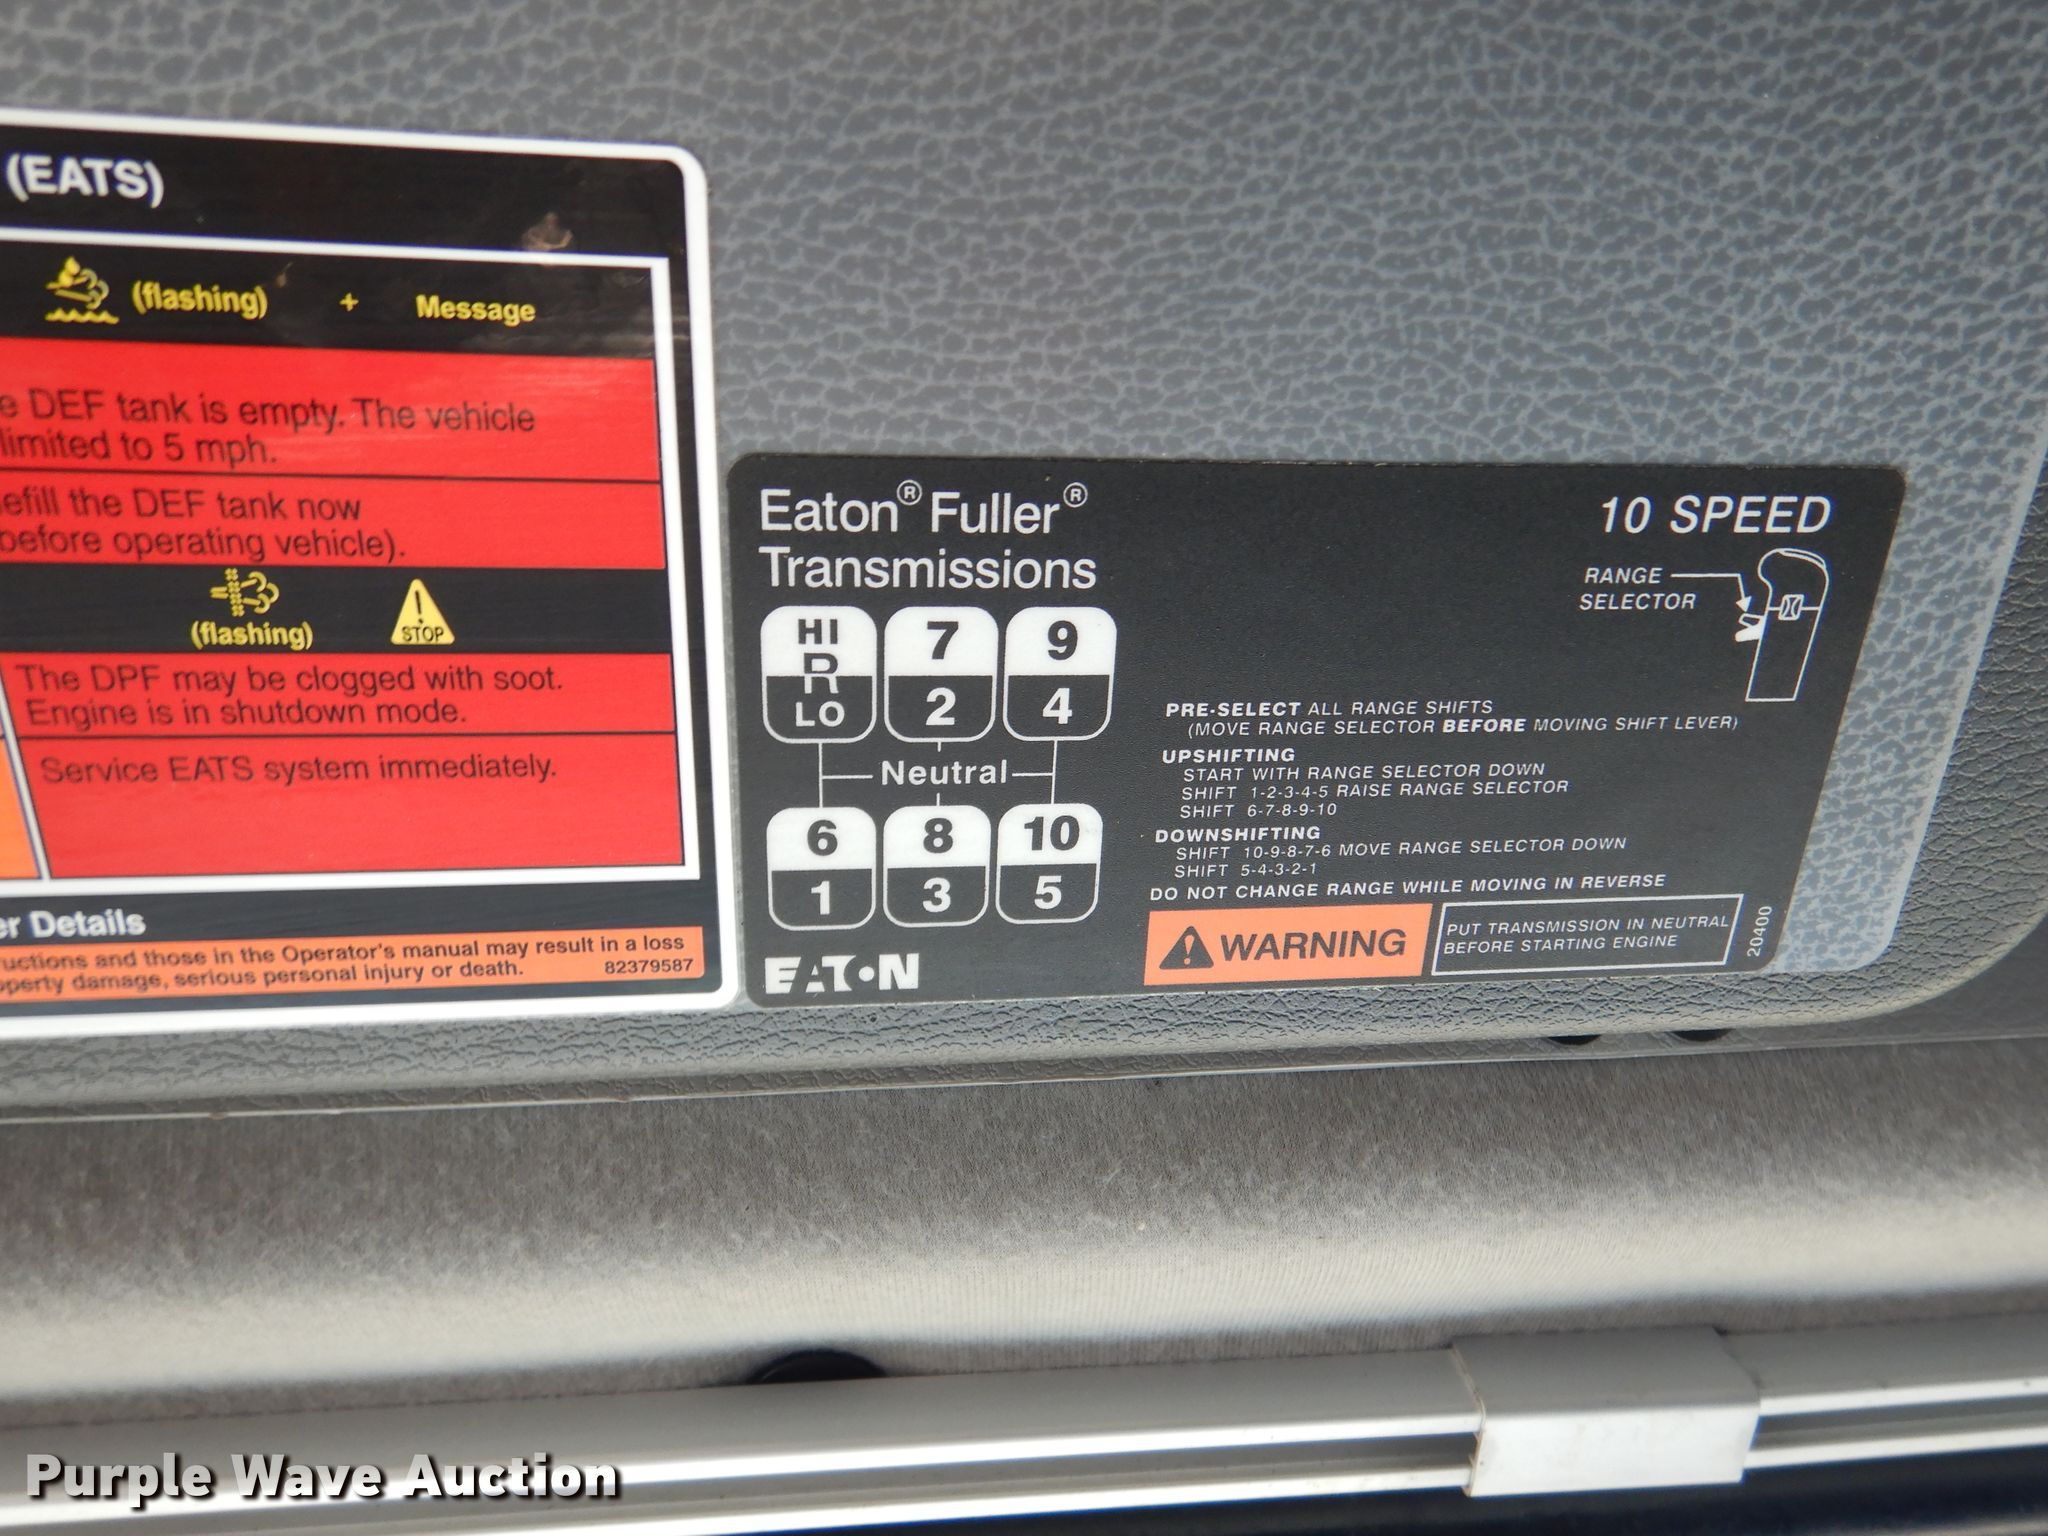 (EATS)
(flashing) + Message
DEF tank is empty. The vehicle
limited to 5 mph.
the DEF tank now
before operating vehicle).
(flashing)
STOP
The DPF may be clogged with soot.
Engine is in shutdown mode.
Service EATS system immediately.
Details
and those in the Operator's manual may result in a loss
damage, serious personal injury or death. 82379587
Eaton® Fuller®
Transmissions
10 SPEED
RANGE
SELECTOR
HI
R
LO
7
2
9
4
Neutral
6
1
8
3
10
5
EATON
PRE-SELECT ALL RANGE SHIFTS
(MOVE RANGE SELECTOR BEFORE MOVING SHIFT LEVER)
UPSHIFTING
START WITH RANGE SELECTOR DOWN
SHIFT 1-2-3-4-5 RAISE RANGE SELECTOR
SHIFT 6-7-8-9-10
DOWNSHIFTING
SHIFT 10-9-8-7-6 MOVE RANGE SELECTOR DOWN
SHIFT 5-4-3-2-1
DO NOT CHANGE RANGE WHILE MOVING IN REVERSE
WARNING
PUT TRANSMISSION IN NEUTRAL
BEFORE STARTING ENGINE
20400
Purple Wave Auction